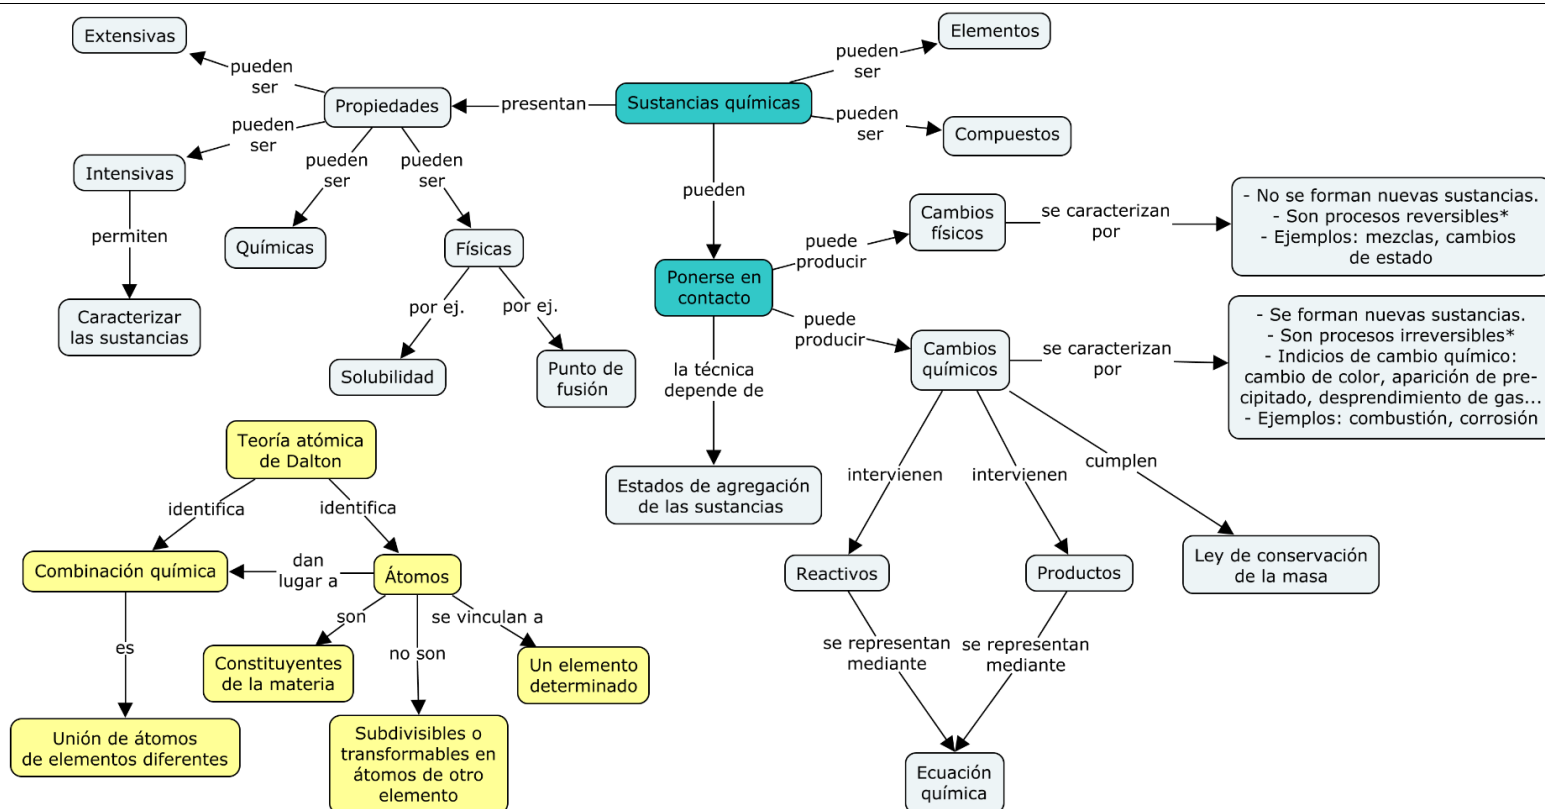 Extensivas
pueden
ser
Propiedades
presentan
Sustancias químicas
pueden
ser
Elementos
pueden
ser
Compuestos
pueden
ser
Intensivas
permiten
Caracterizar
las sustancias
pueden
ser
Químicas
pueden
ser
Físicas
por ej.
Solubilidad
por ej.
Punto de
fusión
pueden
Ponerse en
contacto
puede
producir
Cambios
físicos
se caracterizan
por
- No se forman nuevas sustancias.
- Son procesos reversibles*
- Ejemplos: mezclas, cambios
de estado
puede
producir
Cambios
químicos
se caracterizan
por
- Se forman nuevas sustancias.
- Son procesos irreversibles*
- Indicios de cambio químico:
cambio de color, aparición de pre-
cipitado, desprendimiento de gas...
- Ejemplos: combustión, corrosión
la técnica
depende de
Estados de agregación
de las sustancias
intervienen
Reactivos
intervienen
Productos
cumplen
Ley de conservación
de la masa
se representan
mediante
se representan
mediante
Ecuación
química
Teoría atómica
de Dalton
identifica
identifica
Combinación química
dan
lugar a
Átomos
es
Unión de átomos
de elementos diferentes
son
Constituyentes
de la materia
no son
Subdivisibles o
transformables en
átomos de otro
elemento
se vinculan a
Un elemento
determinado